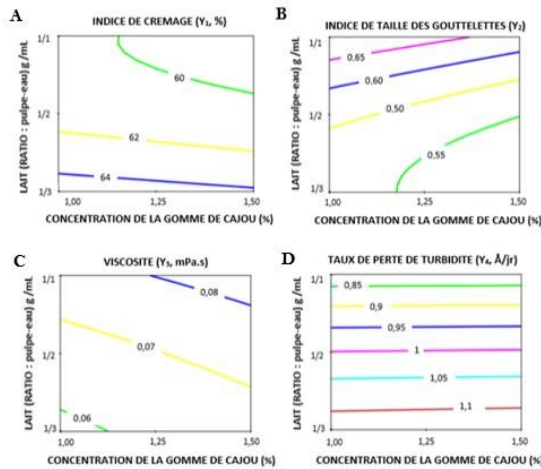 A
INDICE DE CREMAGE (Y1, %)
LAIT (RATIO : pulpe-eau) g /mL
1/1
1/2
1/3
60
62
64
1,00
1,25
1,50
CONCENTRATION DE LA GOMME DE CAJOU (%)
B
INDICE DE TAILLE DES GOUTTELETTES (Y2)
LAIT (RATIO : pulpe-eau) g /mL
1/1
1/2
1/3
0,65
0,60
0,50
0,55
1,00
1,25
1,50
CONCENTRATION DE LA GOMME DE CAJOU (%)
C
VISCOSITE (Y3, mPa.s)
LAIT (RATIO : pulpe-eau) g /mL
1/1
1/2
1/3
0,08
0,07
0,06
1,00
1,25
1,50
CONCENTRATION DE LA GOMME DE CAJOU (%)
D
TAUX DE PERTE DE TURBIDITE (Y4, Å/jr)
LAIT (RATIO : pulpe-eau) g /mL
1/1
1/2
1/3
0,85
0,9
0,95
1
1,05
1,1
1,00
1,25
1,50
CONCENTRATION DE LA GOMME DE CAJOU (%)